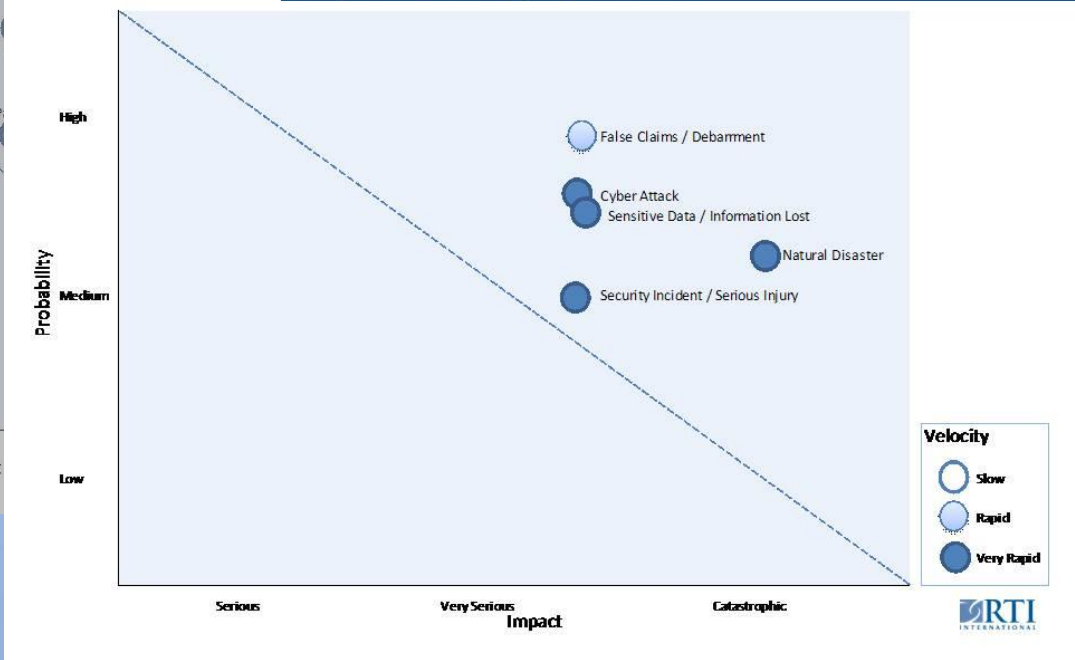 High
False Claims / Debarment
Cyber Attack
Sensitive Data / Information Lost
Natural Disaster
Probability
Medium
Security Incident / Serious Injury
Low
Velocity
Slow
Rapid
Very Rapid
Serious
Very Serious
Catastrophic
Impact
RTI
INTERNATIONAL